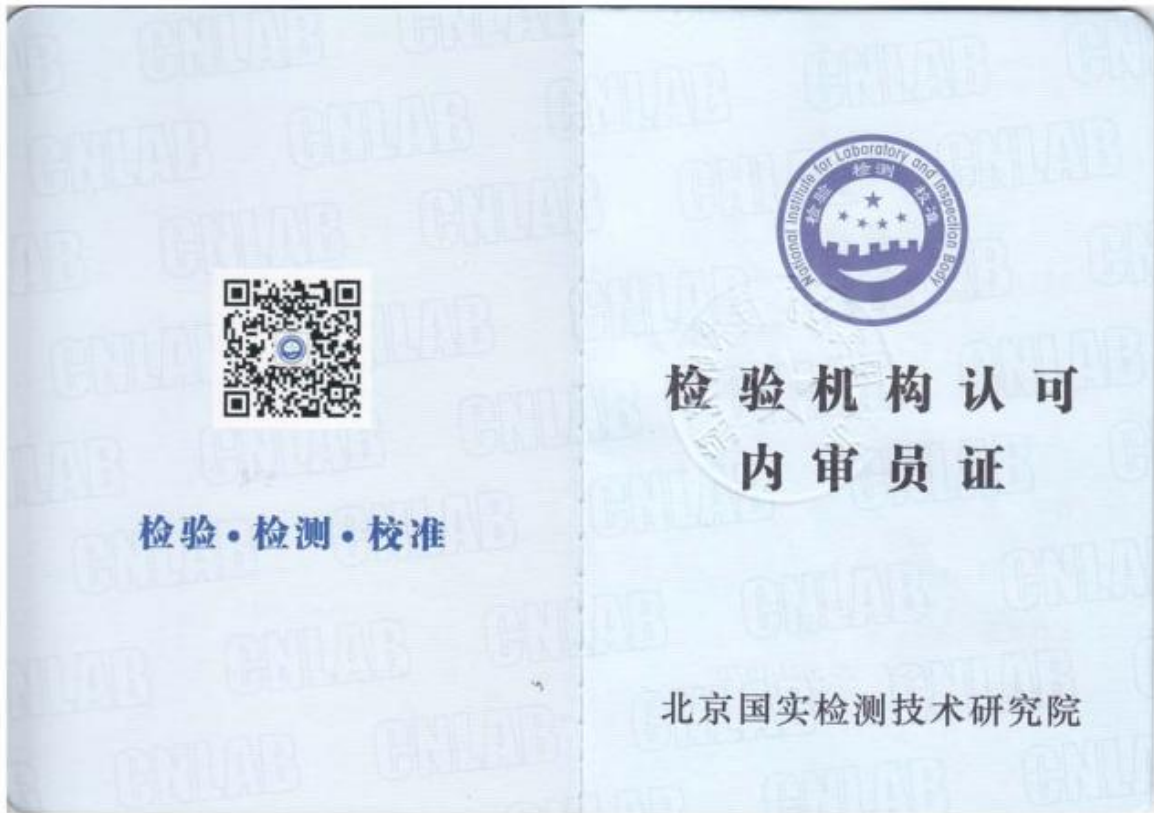 检验·检测·校准
National Institute for Laboratory and Inspection Body
检验 检测 校准
检验机构认可
内审员证
北京国实检测技术研究院
CNLAB